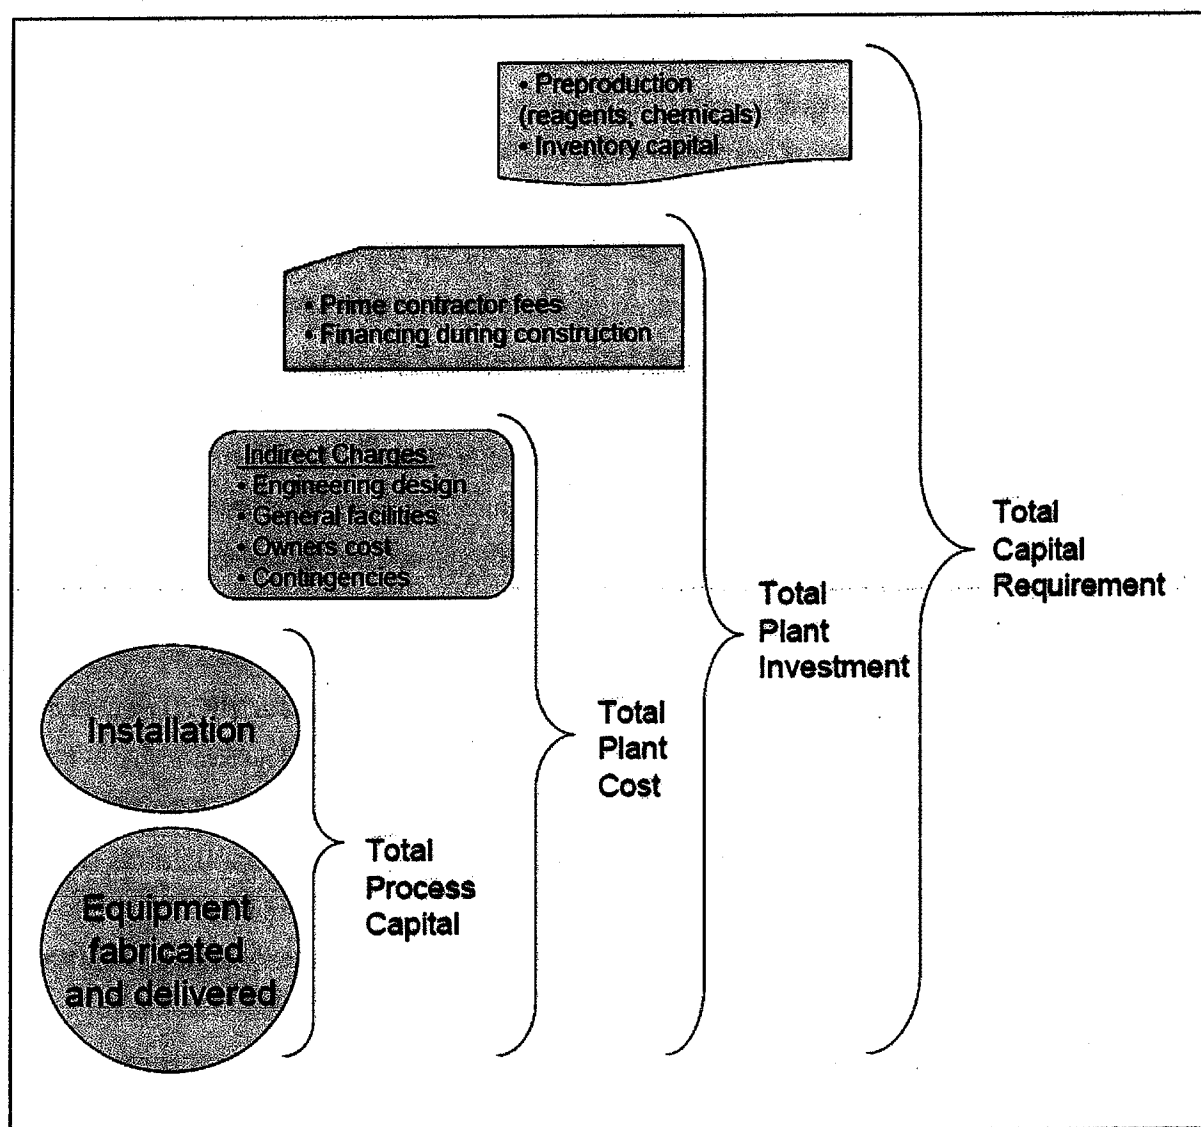 • Preproduction
(reagents, chemicals)
• Inventory capital
• Prime contractor fees
• Financing during construction
Indirect Charges:
• Engineering design
• General facilities
• Owners cost
• Contingencies
Installation
Equipment
fabricated
and delivered
Total
Process
Capital
Total
Plant
Cost
Total
Plant
Investment
Total
Capital
Requirement